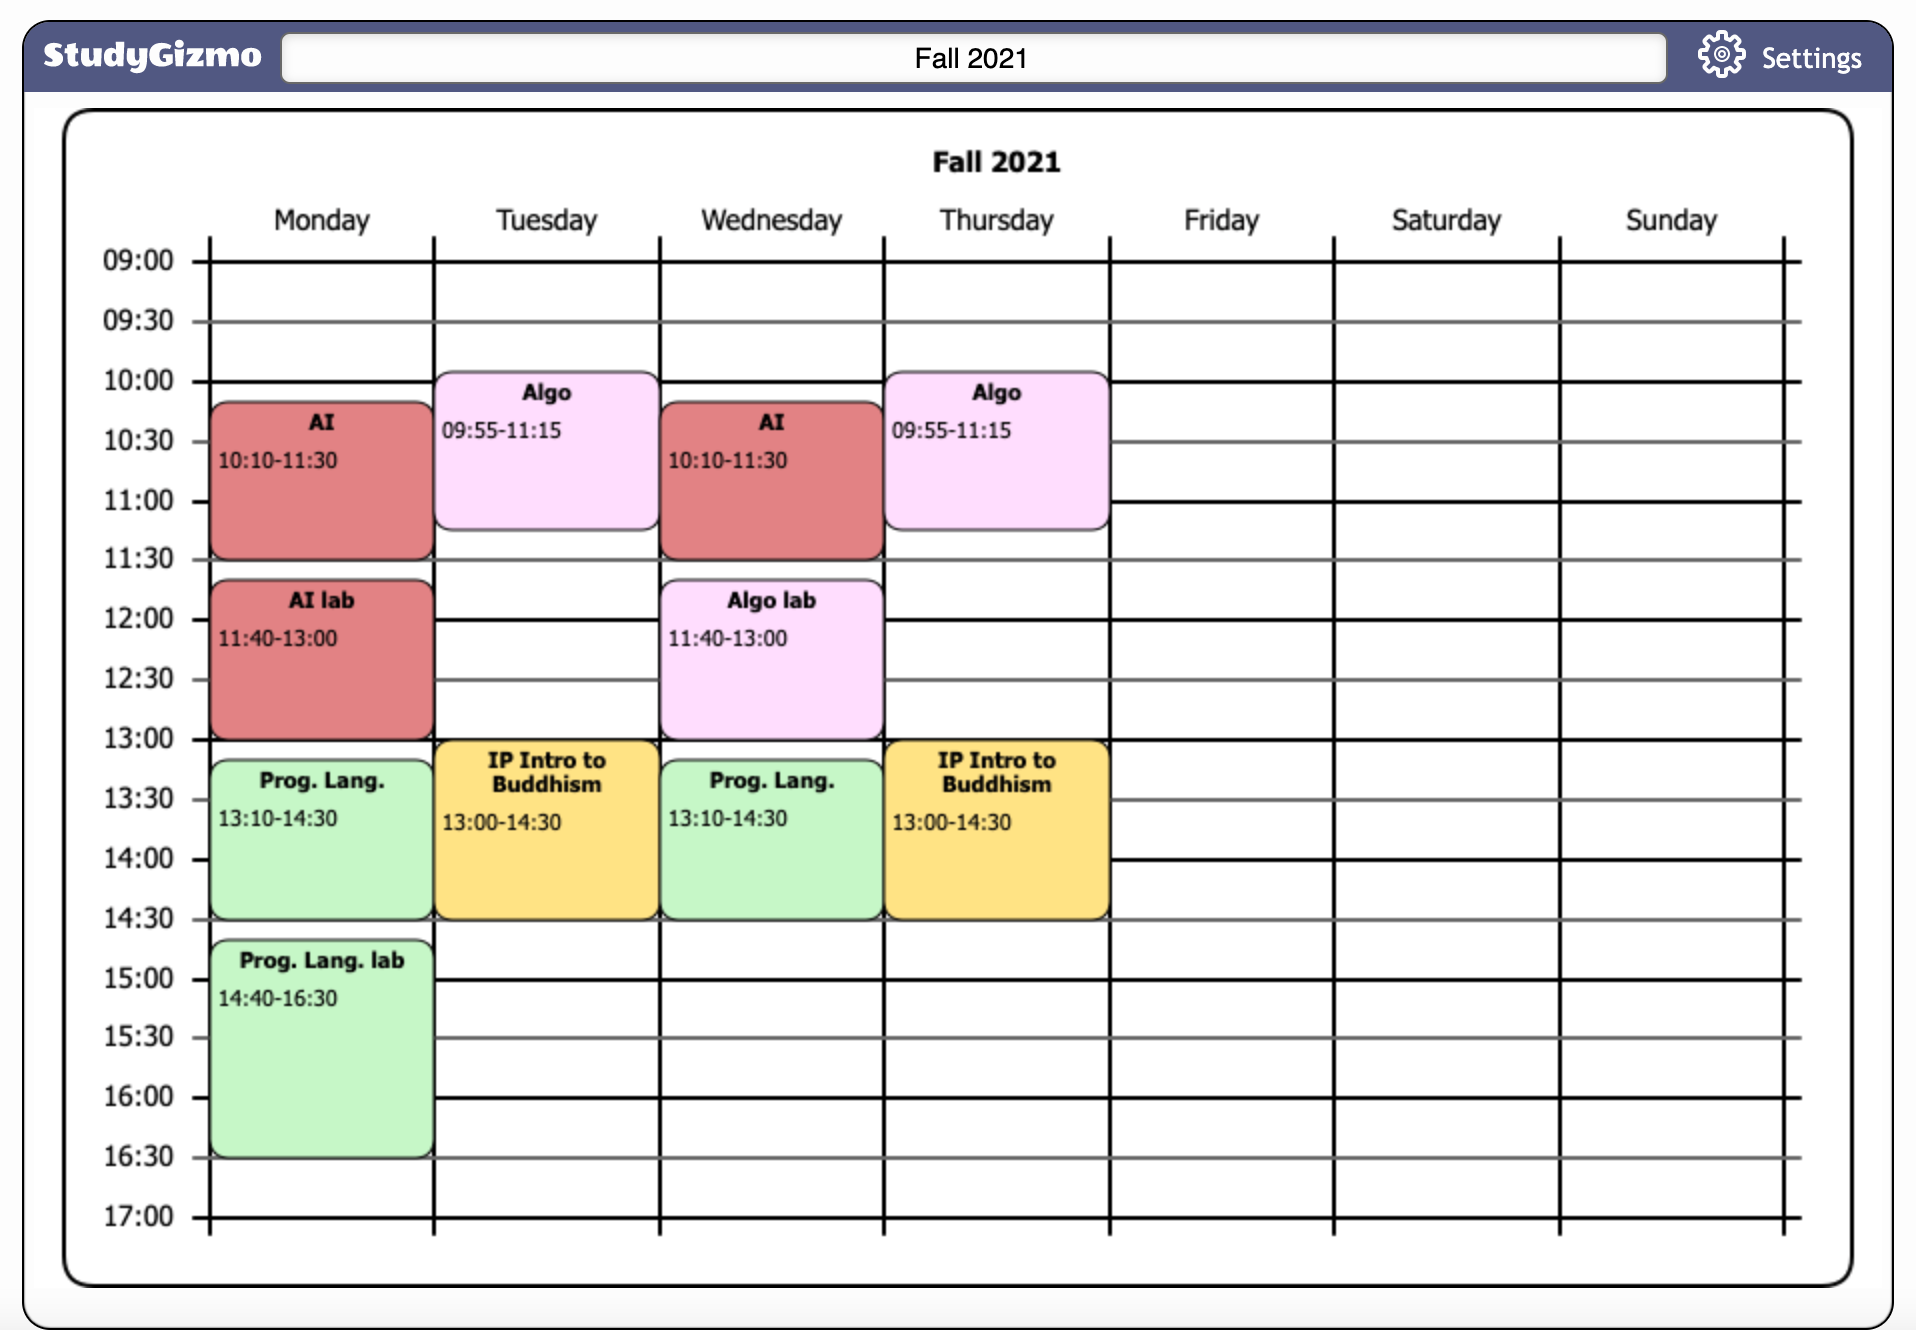 StudyGizmo
Fall 2021
Settings
Fall 2021
Monday Tuesday Wednesday Thursday Friday Saturday Sunday
09:00
09:30
10:00
10:30
11:00
11:30
12:00
12:30
13:00
13:30
14:00
14:30
15:00
15:30
16:00
16:30
17:00
AI
10:10-11:30
AI lab
11:40-13:00
Prog. Lang.
13:10-14:30
Prog. Lang. lab
14:40-16:30
Algo
09:55-11:15
IP Intro to
Buddhism
13:00-14:30
AI
10:10-11:30
Algo lab
11:40-13:00
Prog. Lang.
13:10-14:30
Algo
09:55-11:15
IP Intro to
Buddhism
13:00-14:30